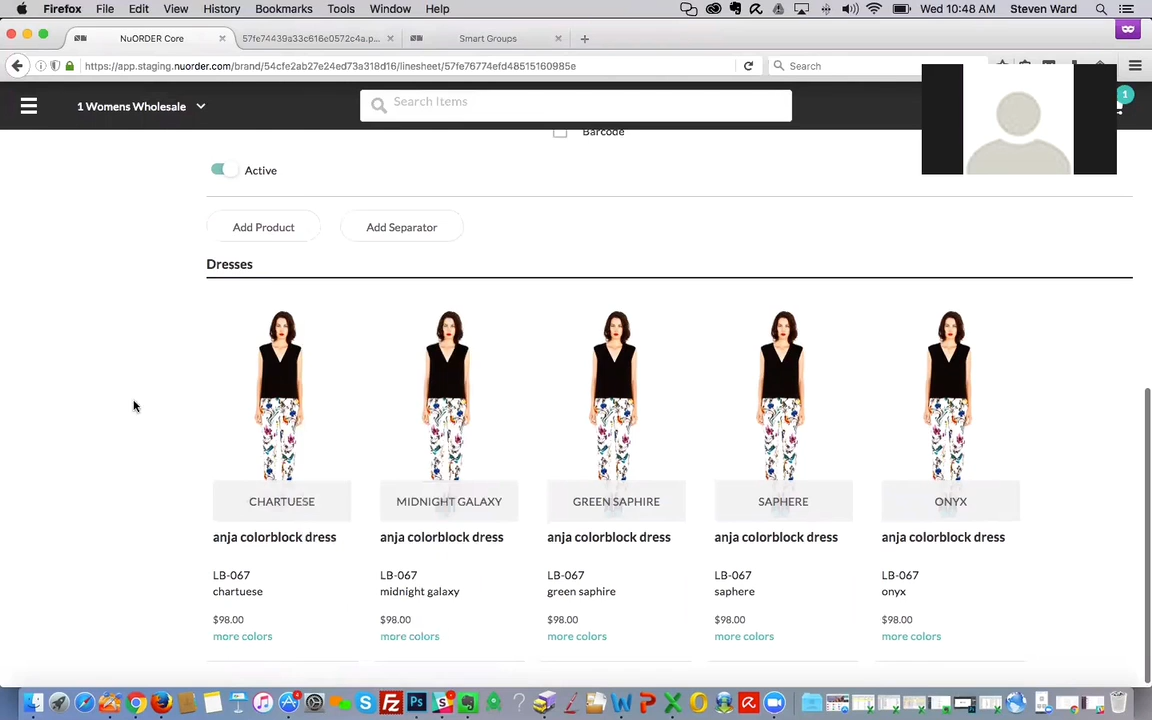 Firefox File Edit View History Bookmarks Tools Window Help Wed 10:48 AM Steven Ward
NuORDER Core 57fe74439a33c616e0572c4a.p... Smart Groups
https://app.staging.nuorder.com/brand/54cfe2ab27e24ed73a318d16/linesheet/57fe76774efd48515160985e Search
1 Womens Wholesale Search Items 1
Barcode
Active
Add Product Add Separator
Dresses
CHARTUESE MIDNIGHT GALAXY GREEN SAPHIRE SAPHERE ONYX
anja colorblock dress anja colorblock dress anja colorblock dress anja colorblock dress anja colorblock dress
LB-067 LB-067 LB-067 LB-067 LB-067
chartuese midnight galaxy green saphire saphere onyx
$98.00 $98.00 $98.00 $98.00 $98.00
more colors more colors more colors more colors more colors